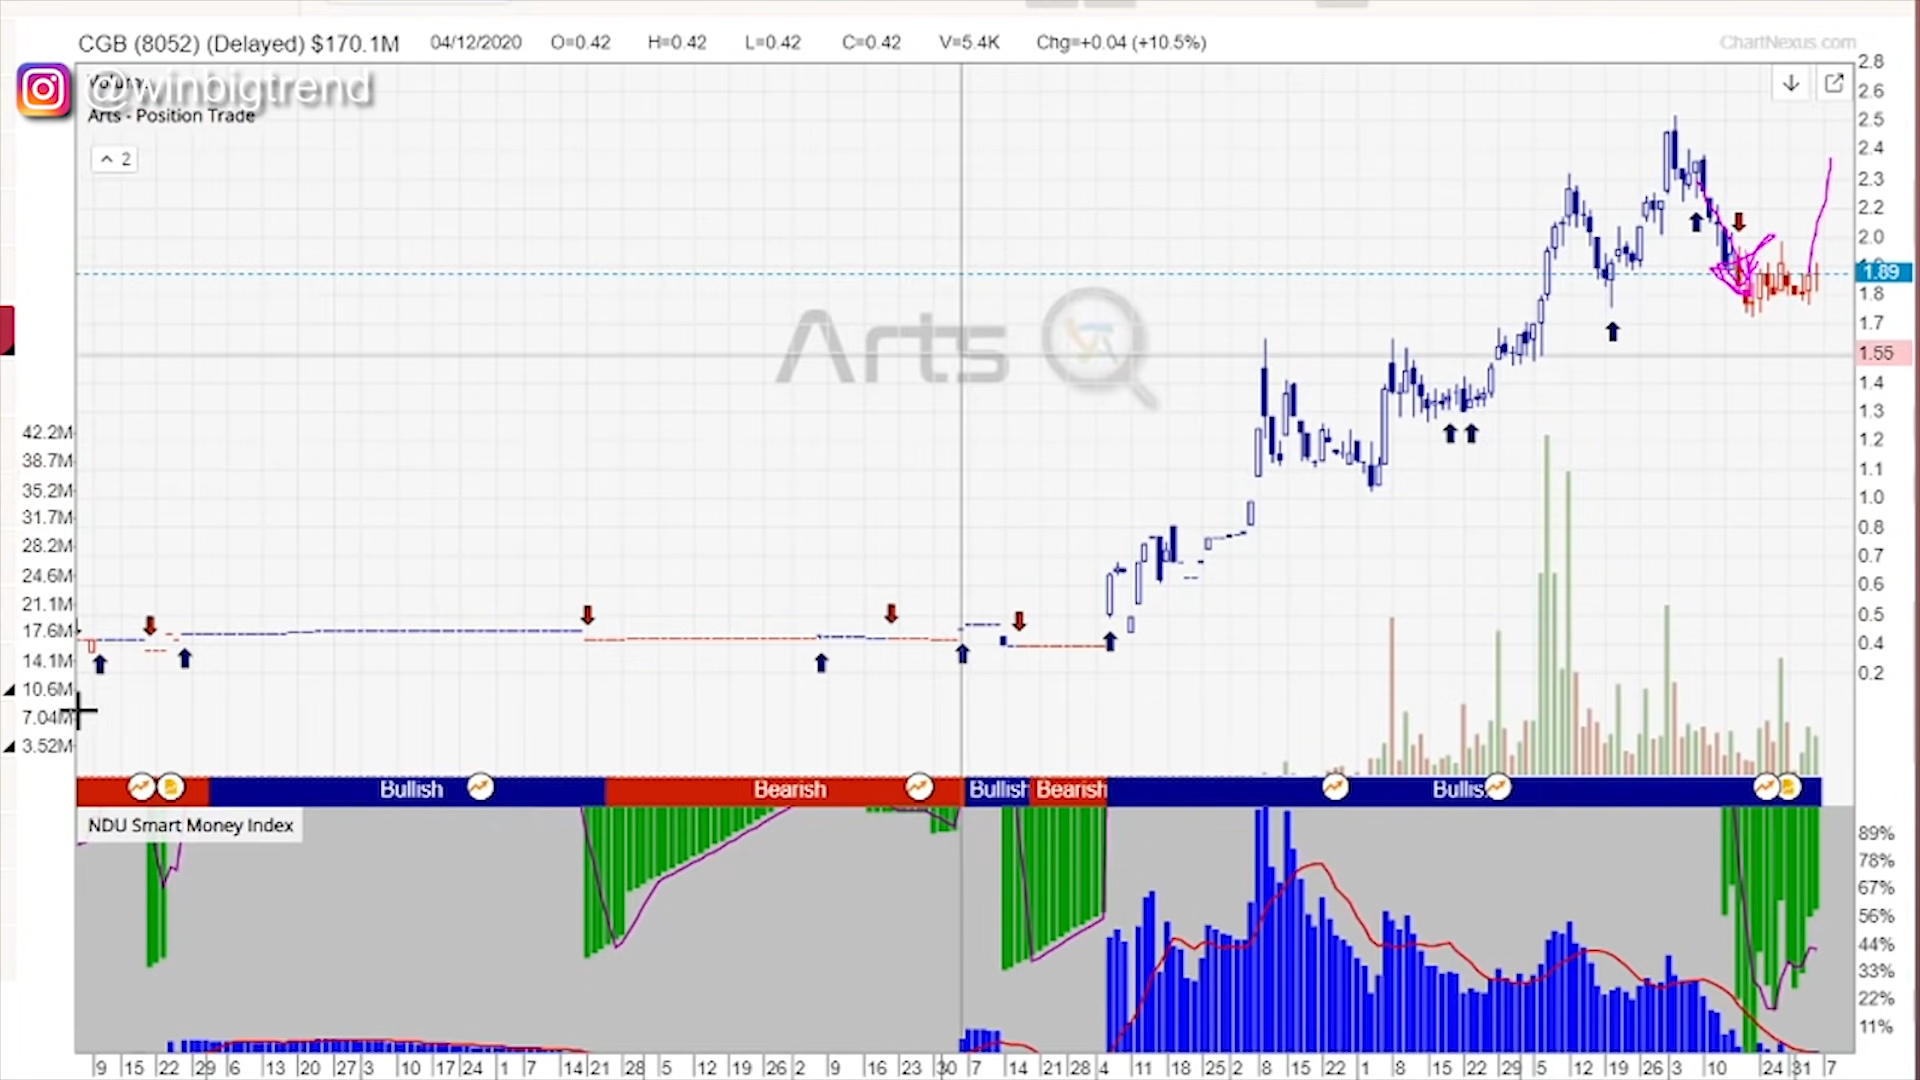 CGB (8052) (Delayed) $170.1M 04/12/2020 O=0.42 H=0.42 L=0.42 C=0.42 V=5.4K Chg=+0.04 (+10.5%) ChartNexus.com
@winbigtrend
Arts - Position Trade
2
Arts
2.8
2.6
2.5
2.4
2.3
2.2
2.0
1.89
1.8
1.7
1.55
1.4
1.3
1.2
1.1
1.0
0.8
0.7
0.6
0.5
0.4
0.2
42.2M
38.7M
35.2M
31.7M
28.2M
24.6M
21.1M
17.6M
14.1M
10.6M
7.04M
3.52M
Bullish Bearish Bullish Bearish Bullis
NDU Smart Money Index
89%
78%
67%
56%
44%
33%
22%
11%
9 15 22 29 6 13 20 27 3 10 17 24 1 7 14 21 28 5 12 19 26 2 9 16 23 30 7 14 21 28 4 11 18 25 2 8 15 22 1 8 15 22 29 5 12 19 26 3 10 24 31 7